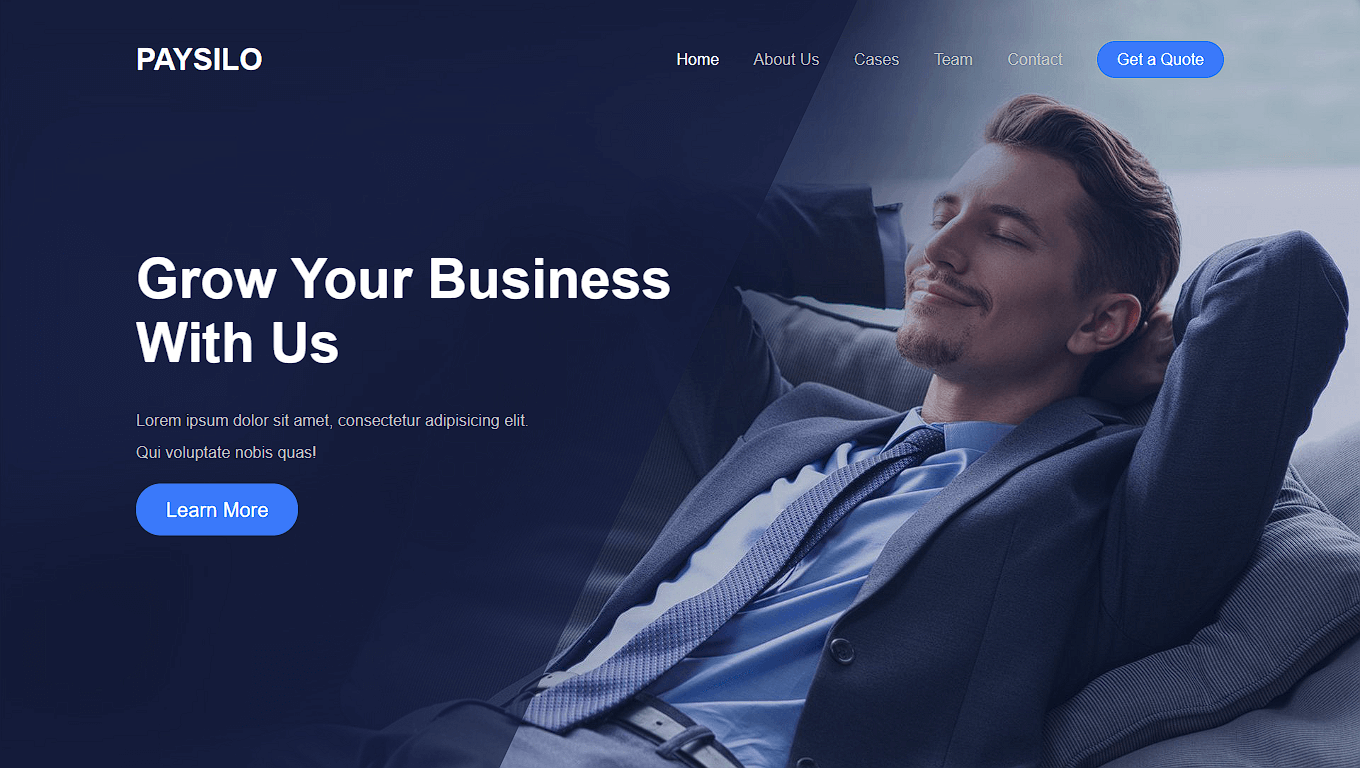 PAYSILO
Home About Us Cases Team Contact Get a Quote
Grow Your Business
With Us
Lorem ipsum dolor sit amet, consectetur adipisicing elit.
Qui voluptate nobis quas!
Learn More